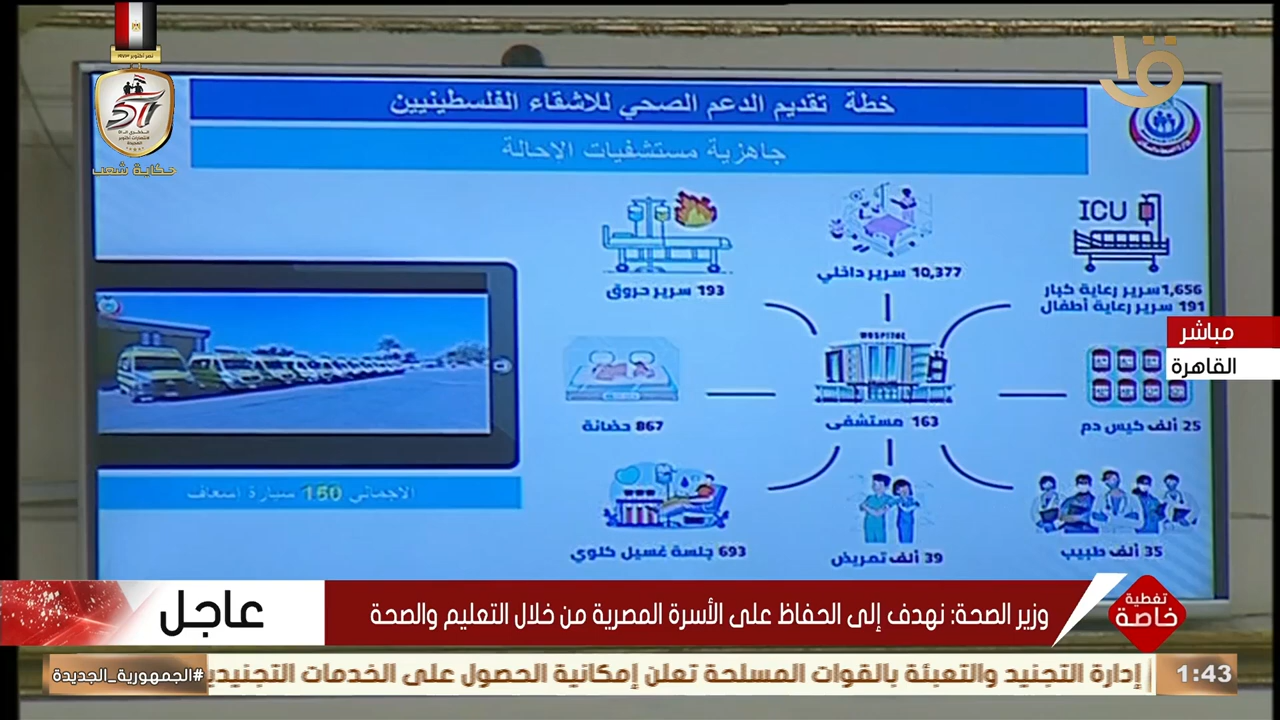 خطة تقديم الدعم الصحي للاشقاء الفلسطينيين
جاهزية مستشفيات الاحالة
ICU
1,656 سرير رعاية كبار
191 سرير رعاية أطفال
10,377 سرير داخلي
193 سرير حروق
HOSPITAL
163 مستشفى
25 ألف كيس دم
867 حضانة
35 ألف طبيب
39 ألف تمريض
693 جلسة غسيل كلوي
الاجمالي 150 سيارة اسعاف
حكاية شعب
مباشر
القاهرة
تغطية
خاصة
وزير الصحة: نهدف إلى الحفاظ على الأسرة المصرية من خلال التعليم والصحة
عاجل
1:43
إدارة التجنيد والتعبئة بالقوات المسلحة تعلن إمكانية الحصول على الخدمات
#الجمهورية_الجديدة